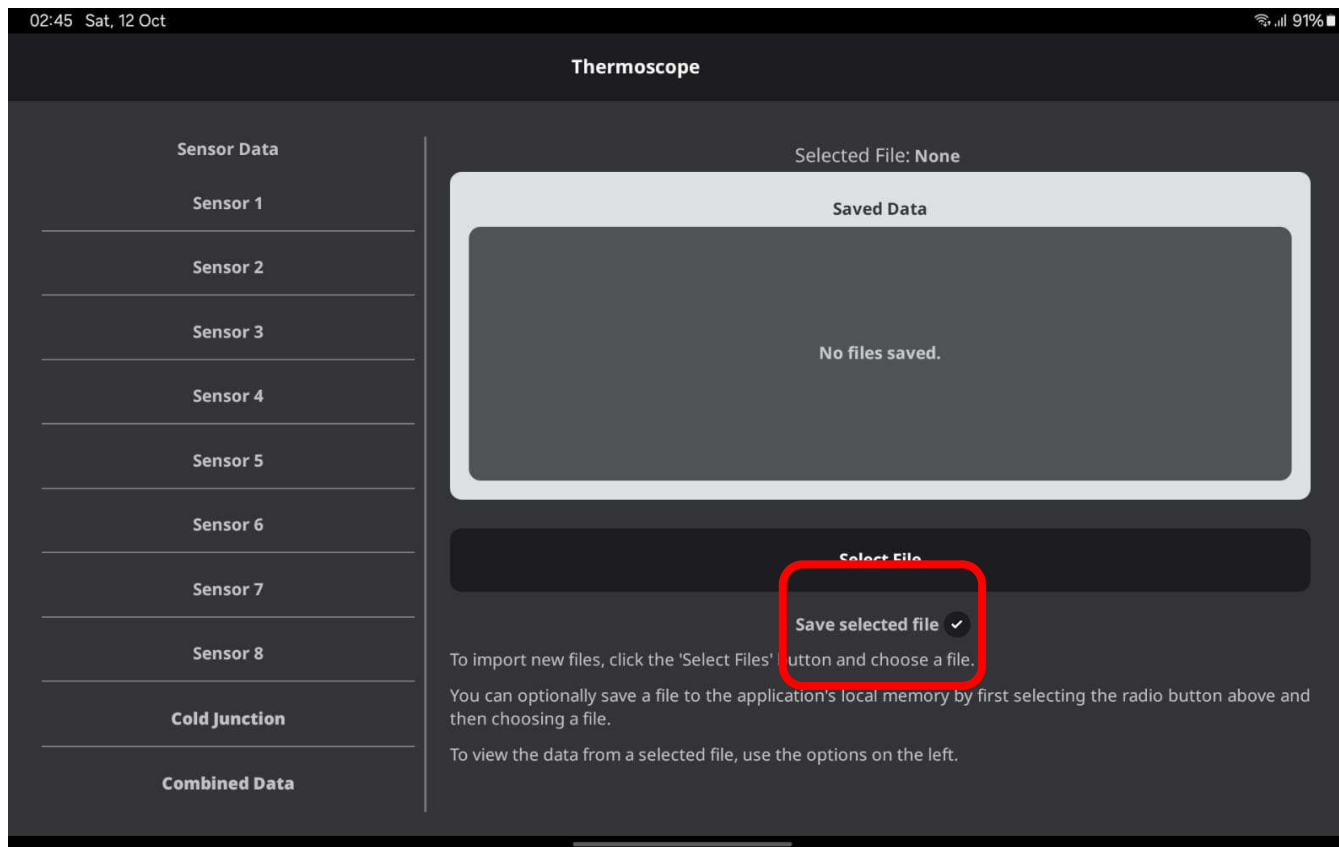 02:45 Sat, 12 Oct
91%
Thermoscope
Sensor Data
Sensor 1
Sensor 2
Sensor 3
Sensor 4
Sensor 5
Sensor 6
Sensor 7
Sensor 8
Cold Junction
Combined Data
Selected File: None
Saved Data
No files saved.
Select File
Save selected file
To import new files, click the 'Select Files' button and choose a file.
You can optionally save a file to the application's local memory by first selecting the radio button above and
then choosing a file.
To view the data from a selected file, use the options on the left.